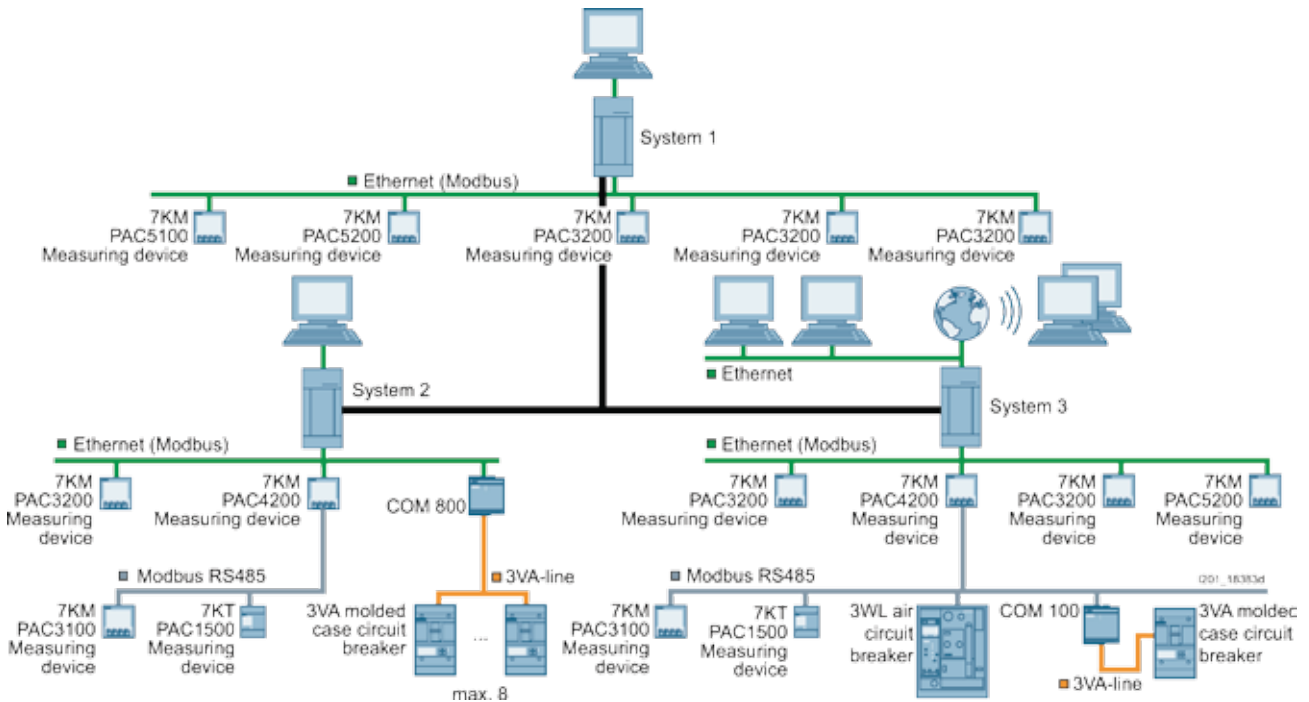 System 1
Ethernet (Modbus)
7KM
PAC5100
Measuring device
7KM
PAC5200
Measuring device
7KM
PAC3200
Measuring device
7KM
PAC3200
Measuring device
7KM
PAC3200
Measuring device
System 2
Ethernet
System 3
Ethernet (Modbus)
7KM
PAC3200
Measuring
device
7KM
PAC4200
Measuring device
COM 800
Ethernet (Modbus)
7KM
PAC3200
Measuring device
7KM
PAC4200
Measuring
device
7KM
PAC3200
Measuring
device
7KM
PAC5200
Measuring
device
Modbus RS485
7KM
PAC3100
Measuring
device
7KT
PAC1500
Measuring
device
3VA-line
3VA molded
case circuit
breaker
...
max. 8
Modbus RS485
I201_18383d
7KM
PAC3100
Measuring
device
7KT
PAC1500
Measuring
device
3WL air
circuit
breaker
COM 100
3VA-line
3VA molded
case circuit
breaker